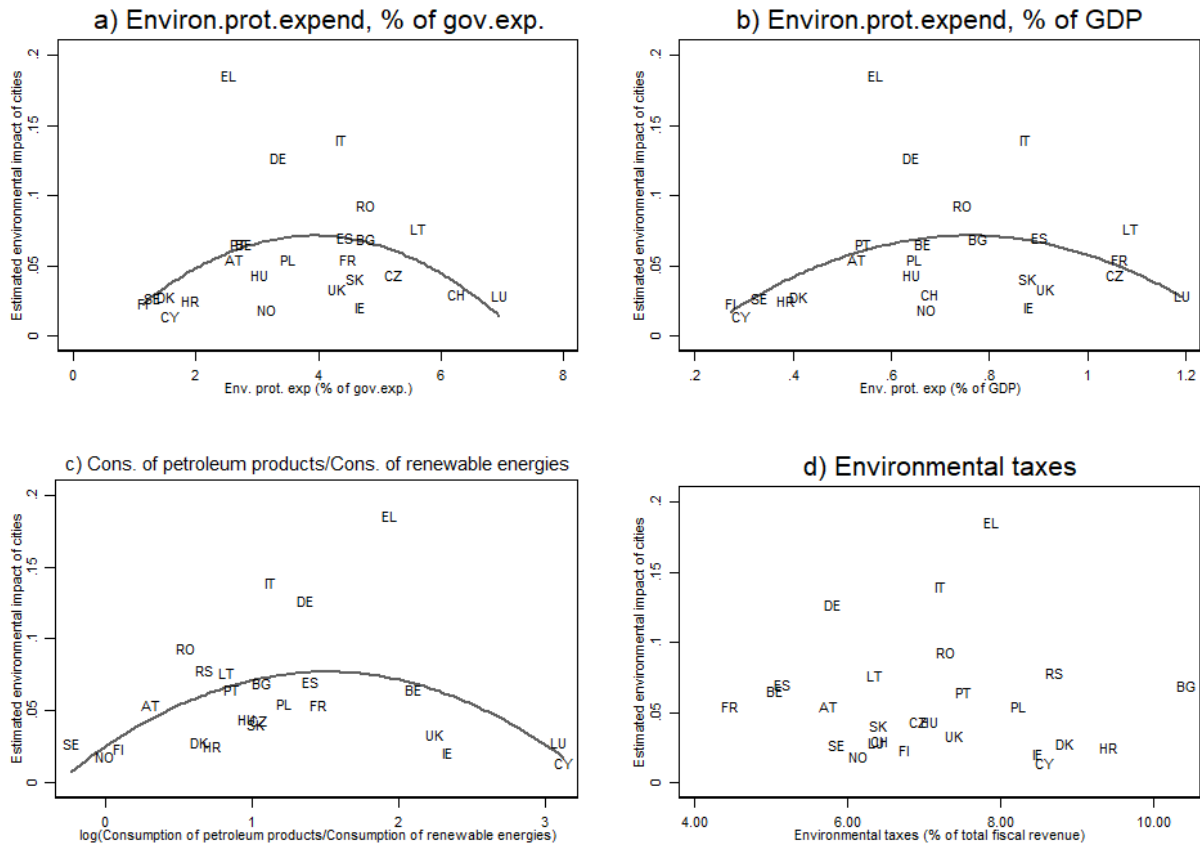 a) Environ.prot.expend, % of gov.exp.
Estimated environmental impact of cities
.2
.15
.1
.05
0
EL
IT
DE
RO
LT
ES
BG
PT
BE
AT
PL
FR
HU
CZ
SK
UK
CH
LU
SE
DK
FI
HR
CY
NO
IE
0 2 4 6 8
Env. prot. exp (% of gov.exp.)
b) Environ.prot.expend, % of GDP
Estimated environmental impact of cities
.2
.15
.1
.05
0
EL
IT
DE
RO
LT
PT
BE
BG
ES
AT
PL
FR
HU
CZ
SK
UK
CH
LU
FI
SE
HR
DK
CY
NO
IE
.2 .4 .6 .8 1 1.2
Env. prot. exp (% of GDP)
c) Cons. of petroleum products/Cons. of renewable energies
Estimated environmental impact of cities
.2
.15
.1
.05
0
EL
IT
DE
RO
RS
LT
PT
BG
ES
BE
AT
PL
FR
HU
CZ
SK
UK
SE
NO
FI
DK
HR
IE
LU
CY
0 1 2 3
log(Consumption of petroleum products/Consumption of renewable energies)
d) Environmental taxes
Estimated environmental impact of cities
.2
.15
.1
.05
0
EL
IT
DE
RO
LT
RS
BG
BE
ES
PT
FR
AT
PL
SK
CZ
HU
UK
SE
LU
CH
FI
NO
IE
DK
HR
CY
4.00 6.00 8.00 10.00
Environmental taxes (% of total fiscal revenue)